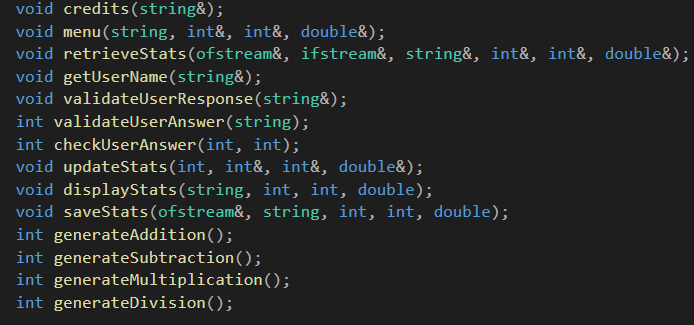 void credits(string&);
void menu(string, int&, int&, double&);
void retrieveStats(ofstream&, ifstream&, string&, int&, int&, double&);
void getUserName(string&);
void validateUserResponse(string&);
int validateUserAnswer(string);
int checkUserAnswer(int, int);
void updateStats(int, int&, int&, double&);
void displayStats(string, int, int, double);
void saveStats(ofstream&, string, int, int, double);
int generateAddition();
int generateSubtraction();
int generateMultiplication();
int generateDivision();